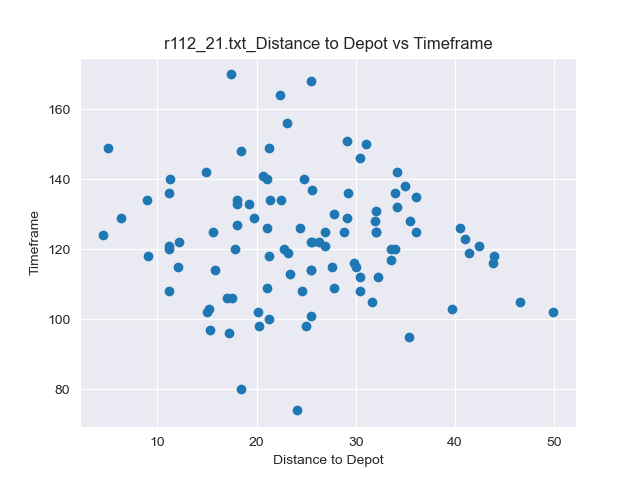 r112_21.txt_Distance to Depot vs Timeframe
160
140
120
100
80
Timeframe
10 20 30 40 50
Distance to Depot